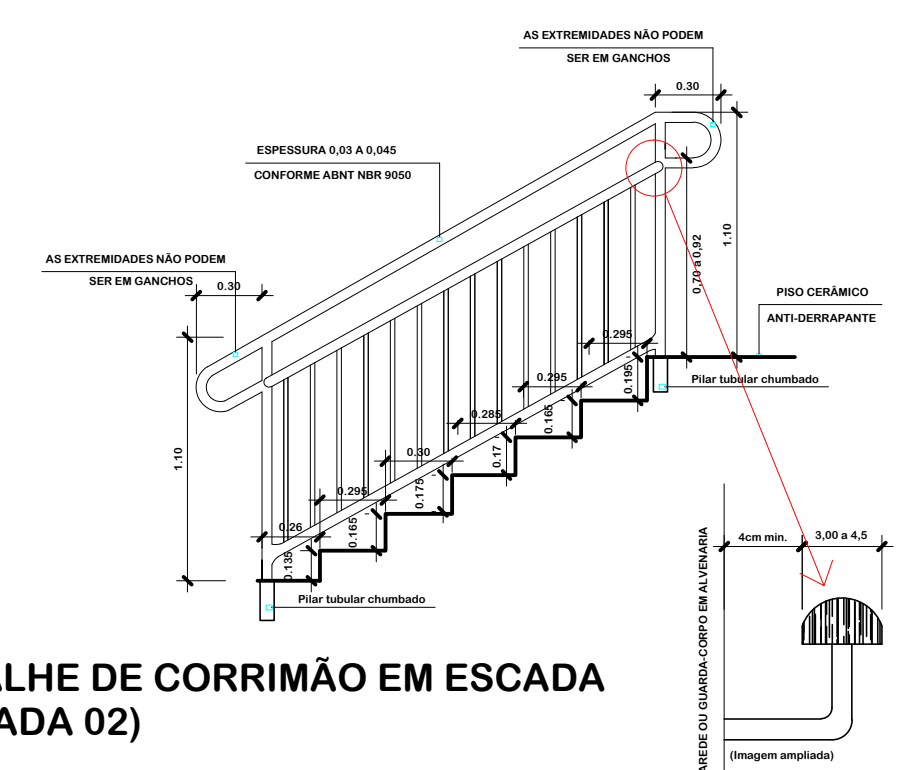 AS EXTREMIDADES NÃO PODEM
SER EM GANCHOS
0.30
ESPESSURA 0,03 A 0,045
CONFORME ABNT NBR 9050
AS EXTREMIDADES NÃO PODEM
SER EM GANCHOS
0.30
1.10
0,70 a 0,92
PISO CERÂMICO
ANTI-DERRAPANTE
0.295
0.195
Pilar tubular chumbado
0.295
0.165
0.285
0.17
0.30
0.175
0.295
0.165
0.26
0.135
1.10
Pilar tubular chumbado
4cm min.
3,00 a 4,5
AREDE OU GUARDA-CORPO EM ALVENARIA
(Imagem ampliada)
ALHE DE CORRIMÃO EM ESCADA
ADA 02)